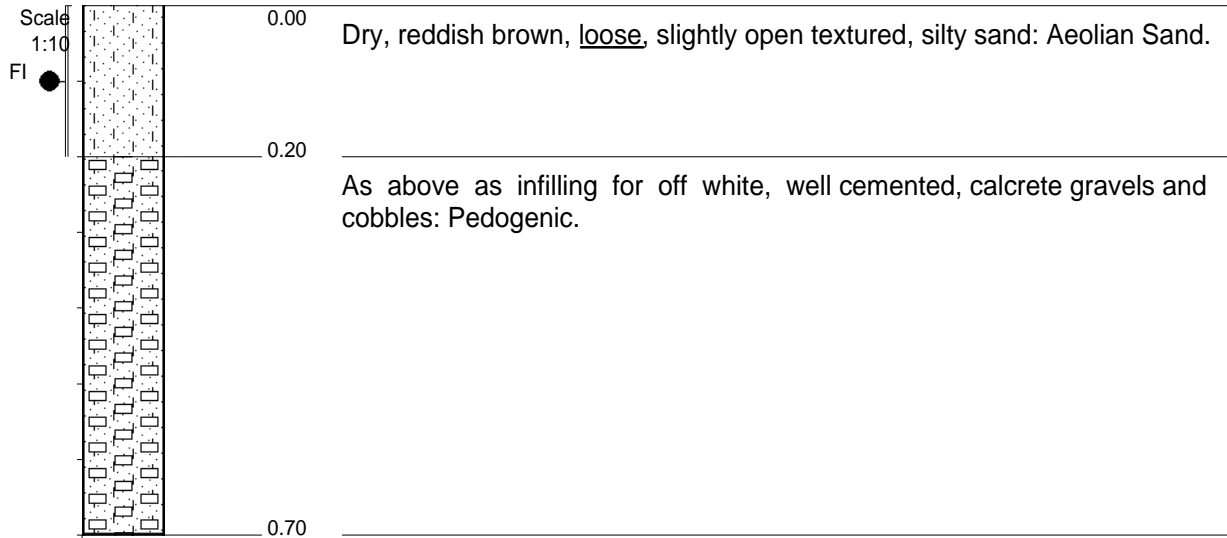 Scale
1:10
FI
0.00
Dry, reddish brown, loose, slightly open textured, silty sand: Aeolian Sand.
0.20
As above as infilling for off white, well cemented, calcrete gravels and
cobbles: Pedogenic.
0.70